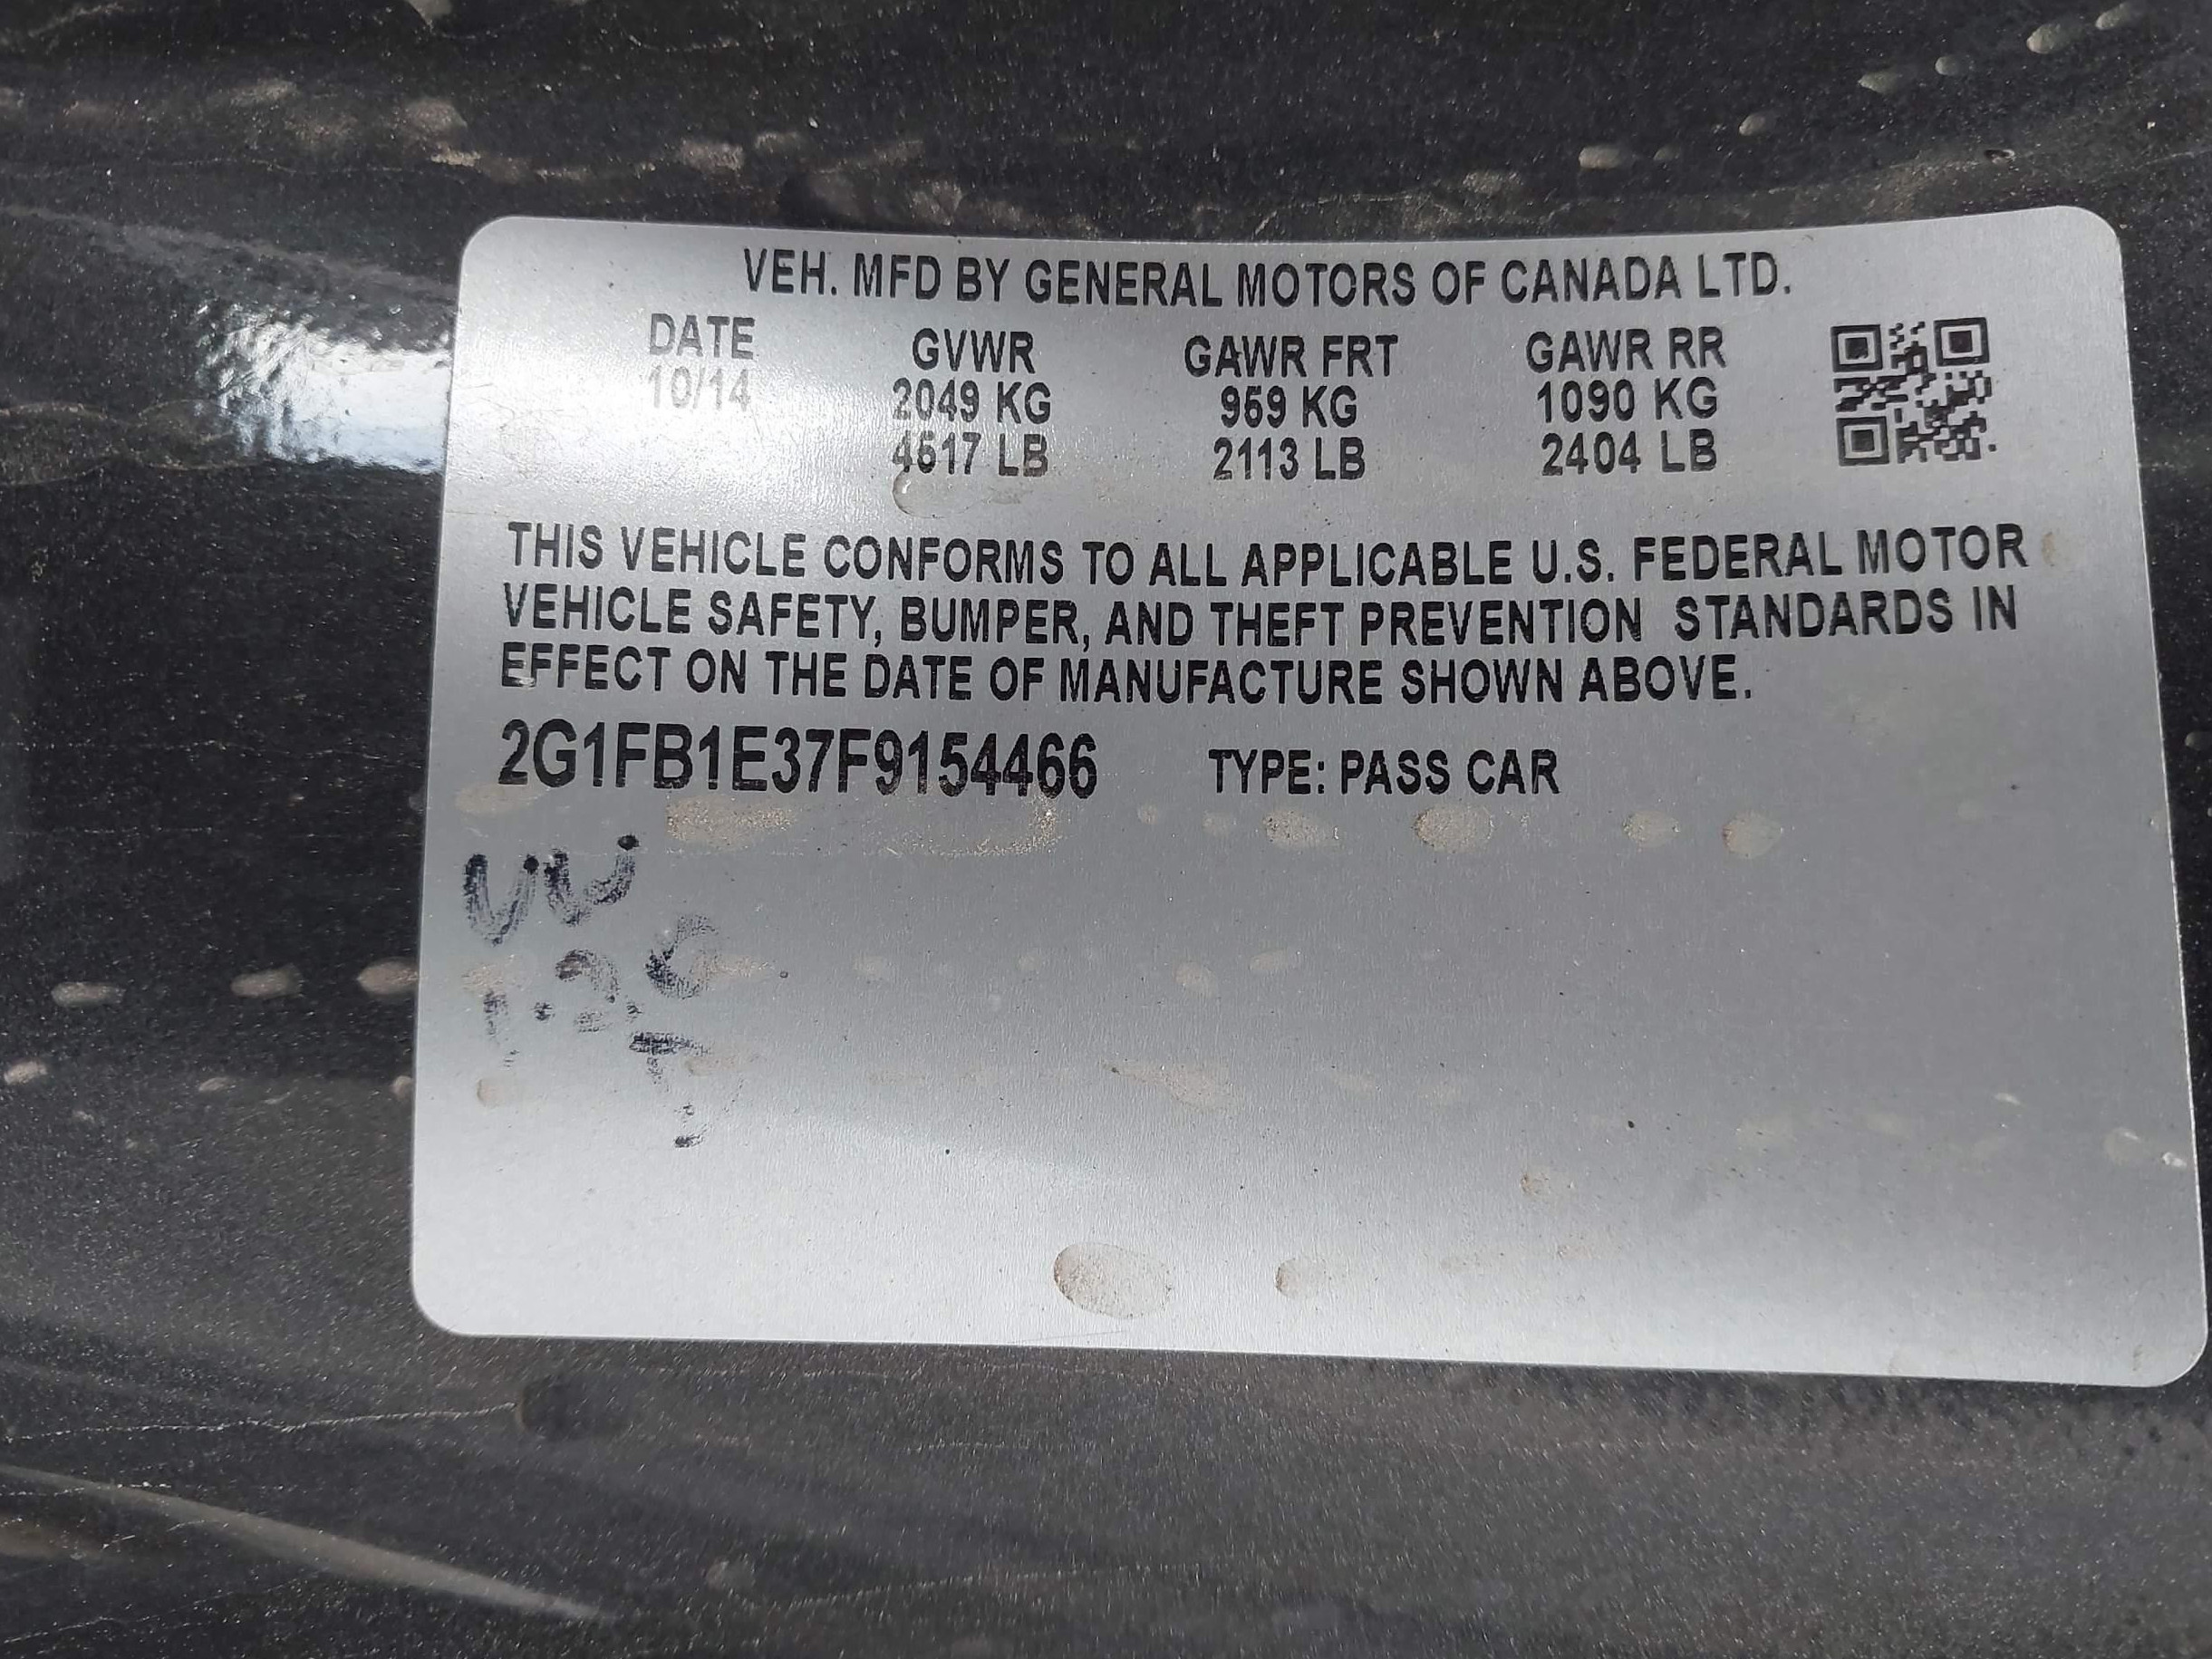 VEH. MFD BY GENERAL MOTORS OF CANADA LTD.
DATE GVWR GAWR FRT GAWR RR
10/14 2049 KG 959 KG 1090 KG
4517 LB 2113 LB 2404 LB
THIS VEHICLE CONFORMS TO ALL APPLICABLE U.S. FEDERAL MOTOR
VEHICLE SAFETY, BUMPER, AND THEFT PREVENTION STANDARDS IN
EFFECT ON THE DATE OF MANUFACTURE SHOWN ABOVE.
2G1FB1E37F9154466 TYPE: PASS CAR